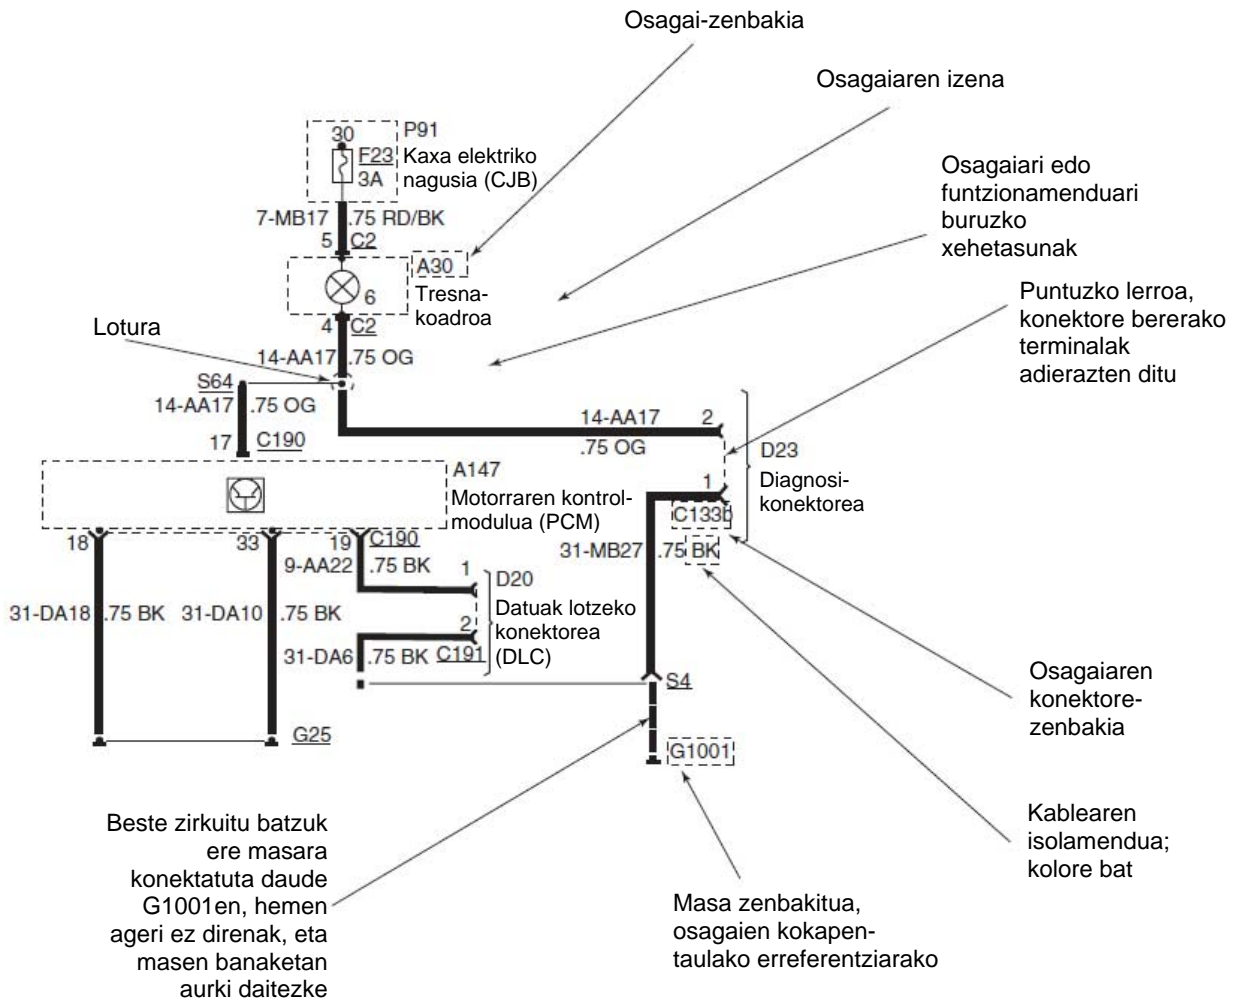 Osagai-zenbakia
Osagaiaren izena
Osagaiari edo
funtzionamenduari
buruzko
xehetasunak
Puntuzko lerroa,
konektore bererako
terminalak
adierazten ditu
30
P91
F23
3A
Kaxa elektriko
nagusia (CJB)
7-MB17
.75 RD/BK
5
C2
A30
6
Tresna-
koadroa
4
C2
Lotura
14-AA17
.75 OG
S64
14-AA17
.75 OG
17
C190
14-AA17
2
.75 OG
D23
Diagnosi-
konektorea
1
C133b
A147
Motorraren kontrol-
modulua (PCM)
18
33
19
C190
9-AA22
.75 BK
31-MB27
.75 BK
1
D20
Datuak lotzeko
konektorea
(DLC)
31-DA18
.75 BK
31-DA10
.75 BK
2
31-DA6
.75 BK
C191
S4
G25
G1001
Osagaiaren
konektore-
zenbakia
Kablearen
isolamendua;
kolore bat
Beste zirkuitu batzuk
ere masara
konektatuta daude
G1001en, hemen
ageri ez direnak, eta
masen banaketan
aurki daitezke
Masa zenbakitua,
osagaien kokapen-
taulako erreferentziarako